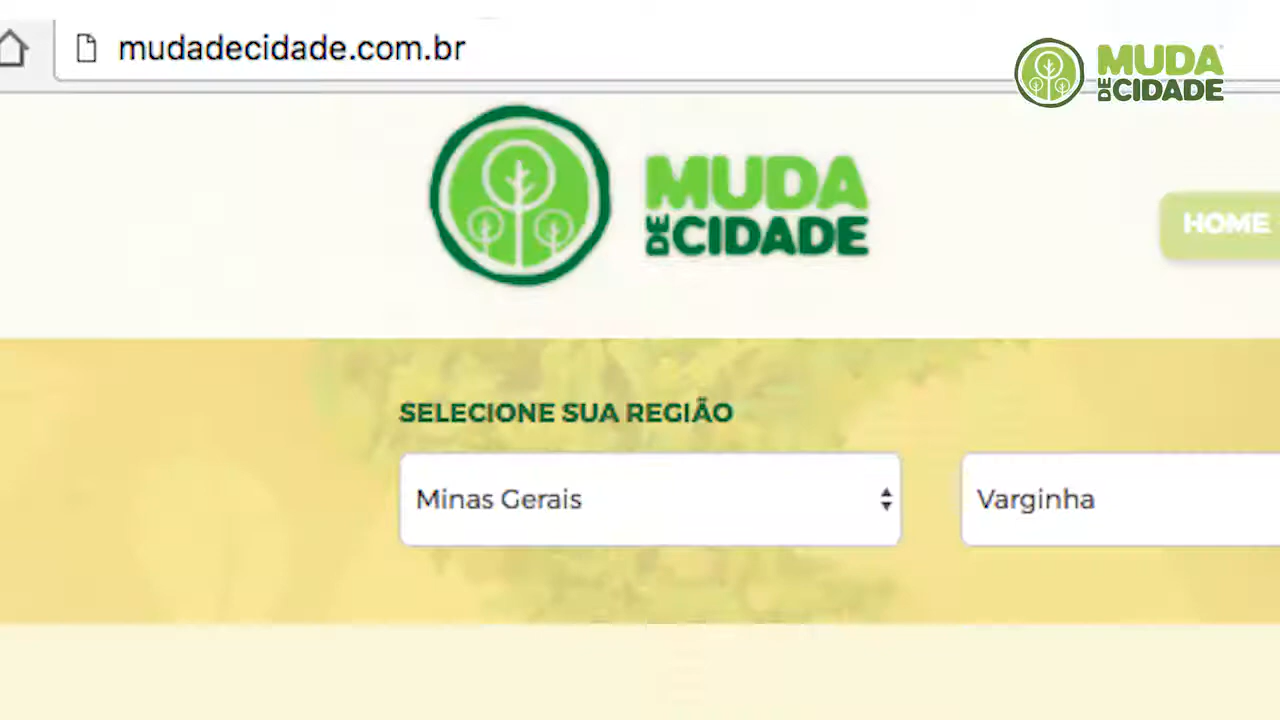 mudadecidade.com.br
MUDA
DE CIDADE
MUDA
DE CIDADE
HOME
SELECIONE SUA REGIÃO
Minas Gerais
Varginha